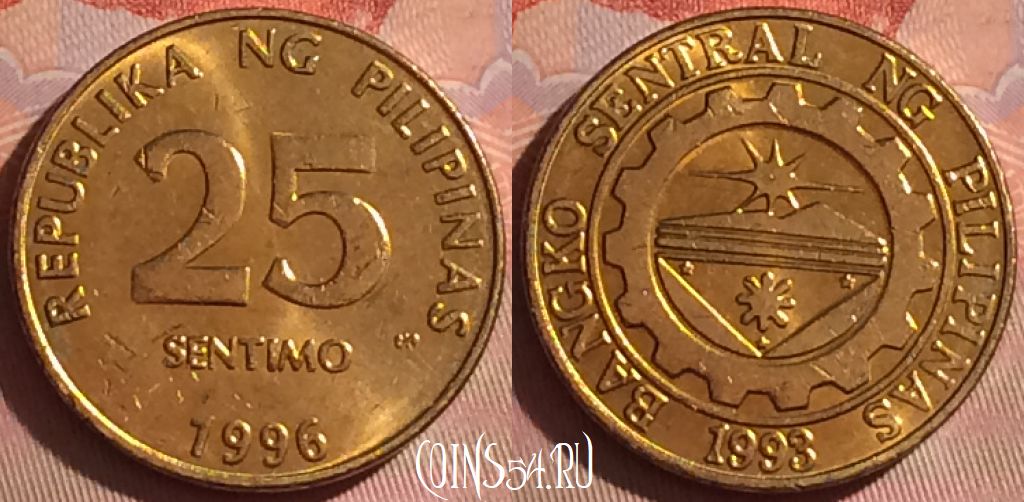 REPUBLIKA NG PILIPINAS
25
SENTIMO
1996
BANGKO SENTRAL NG PILIPINAS
1993
COINS54.RU